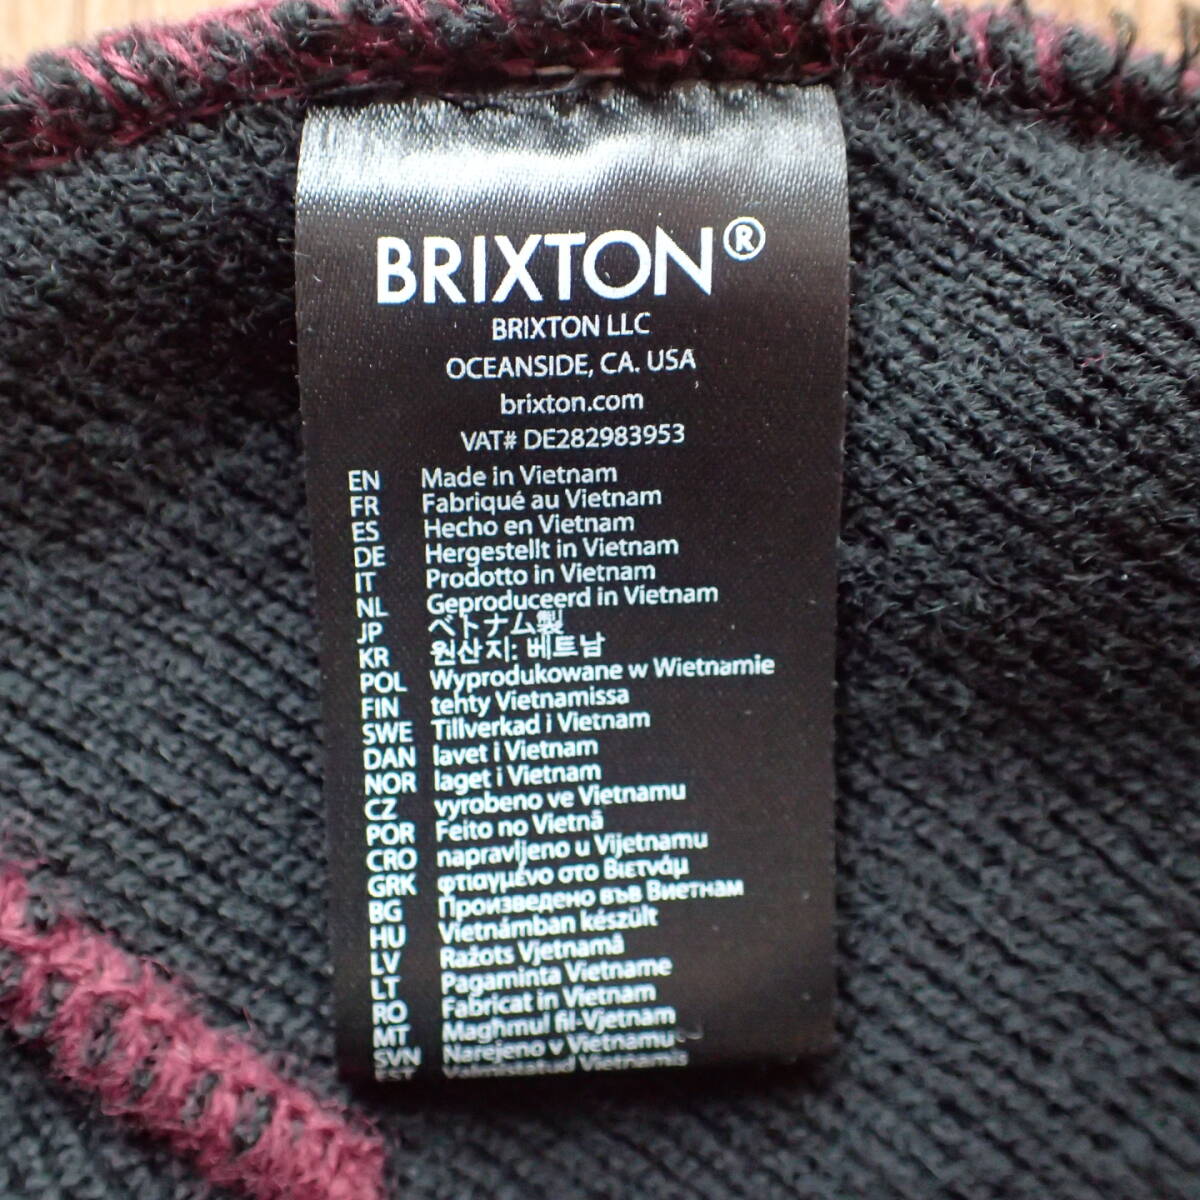 BRIXTON®
BRIXTON LLC
OCEANSIDE, CA. USA
brixton.com
VAT# DE282983953
EN Made in Vietnam
FR Fabriqué au Vietnam
ES Hecho en Vietnam
DE Hergestellt in Vietnam
IT Prodotto in Vietnam
NL Geproduceerd in Vietnam
JP ベトナム製
KR 원산지: 베트남
POL Wyprodukowane w Wietnamie
FIN tehty Vietnamissa
SWE Tillverkad i Vietnam
DAN lavet i Vietnam
NOR laget i Vietnam
CZ vyrobeno ve Vietnamu
POR Feito no Vietnã
CRO napravljeno u Vijetnamu
GRK φτιαγμένο στο Βιετνάμ
BG Произведено във Виетнам
HU Vietnámban készült
LV Ražots Vjetnamā
LT Pagaminta Vietname
RO Fabricat in Vietnam
MT Magħmul fil-Vjetnam
SVN Narejeno v Vietnamu
EST Valmistatud Vietnamis